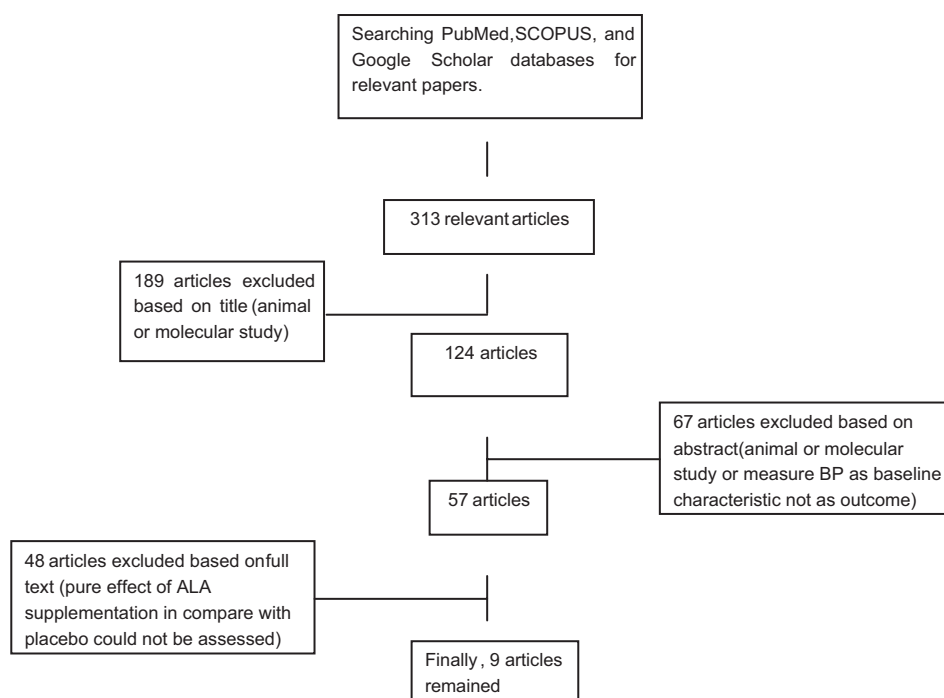 Searching PubMed,SCOPUS, and
Google Scholar databases for
relevant papers.
313 relevant articles
189 articles excluded
based on title (animal
or molecular study)
124 articles
67 articles excluded based on
abstract(animal or molecular
study or measure BP as baseline
characteristic not as outcome)
57 articles
48 articles excluded based onfull
text (pure effect of ALA
supplementation in compare with
placebo could not be assessed)
Finally, 9 articles
remained